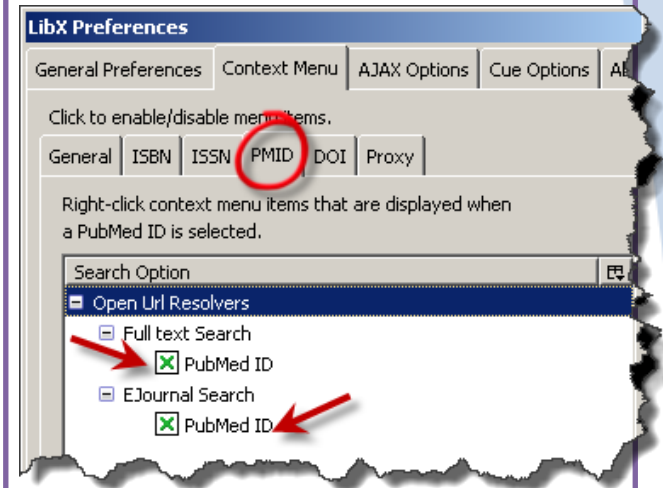 LibX Preferences
General Preferences Context Menu AJAX Options Cue Options
Click to enable/disable menu items.
General ISBN ISSN PMID DOI Proxy
Right-click context menu items that are displayed when
a PubMed ID is selected.
Search Option
Open Url Resolvers
Full text Search
PubMed ID
EJournal Search
PubMed ID